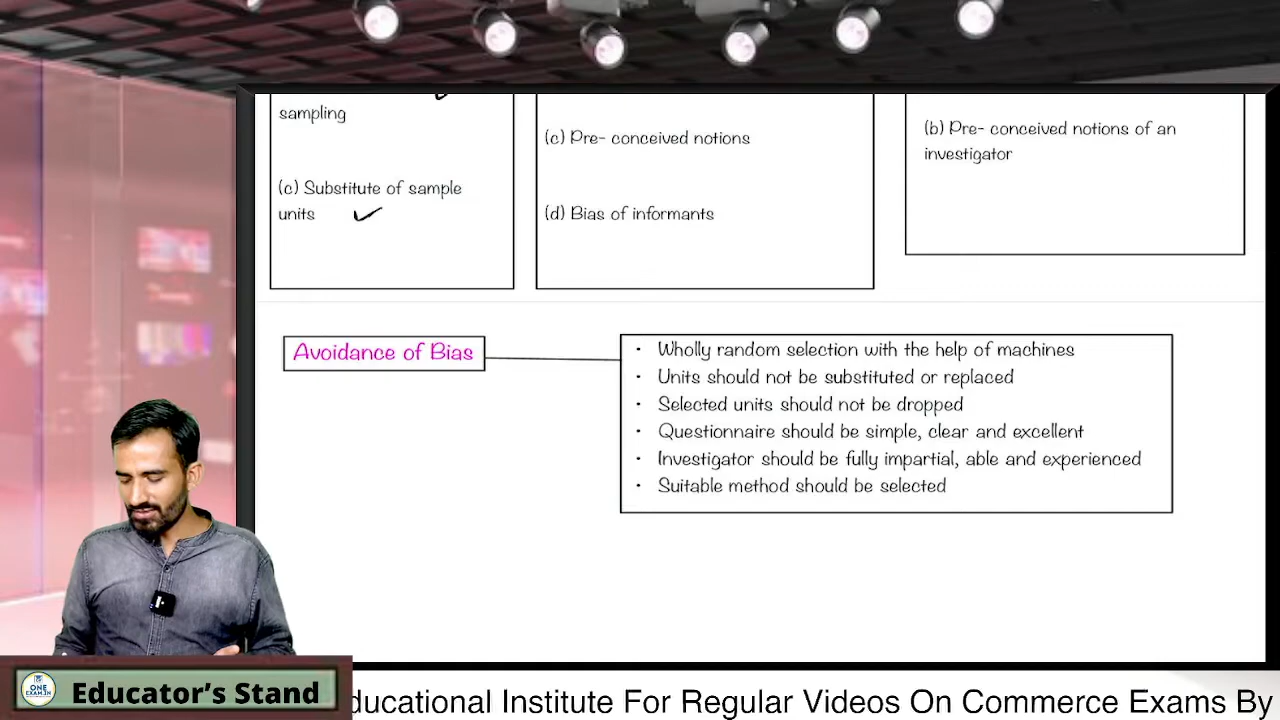 sampling
(c) Substitute of sample
units
(c) Pre- conceived notions
(d) Bias of informants
(b) Pre- conceived notions of an
investigator
Avoidance of Bias
· Wholly random selection with the help of machines
· Units should not be substituted or replaced
· Selected units should not be dropped
· Questionnaire should be simple, clear and excellent
· Investigator should be fully impartial, able and experienced
· Suitable method should be selected
ONE
EXAM.IN
Educator's Stand
ducational Institute For Regular Videos On Commerce Exams By